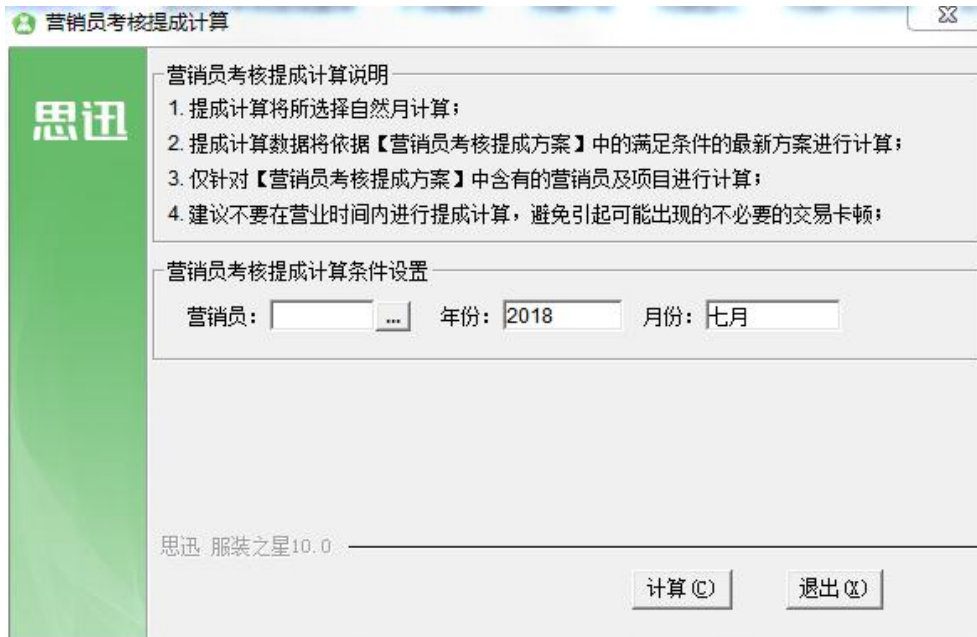 营销员考核提成计算
思迅
营销员考核提成计算说明
1. 提成计算将所选择自然月计算；
2. 提成计算数据将依据【营销员考核提成方案】中的满足条件的最新方案进行计算；
3. 仅针对【营销员考核提成方案】中含有的营销员及项目进行计算；
4. 建议不要在营业时间内进行提成计算，避免引起可能出现的不必要的交易卡顿；
营销员考核提成计算条件设置
营销员： ... 年份： 2018 月份： 七月
思迅 服装之星10.0
计算(C) 退出(X)